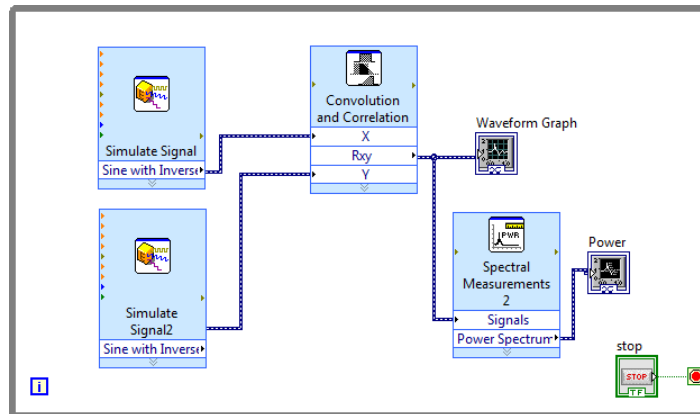 Simulate Signal
Sine with Inverse
Convolution
and Correlation
X
Rxy
Y
Waveform Graph
Simulate
Signal2
Sine with Inverse
PWR
Spectral
Measurements
2
Signals
Power Spectrum
Power
stop
STOP
TF
i